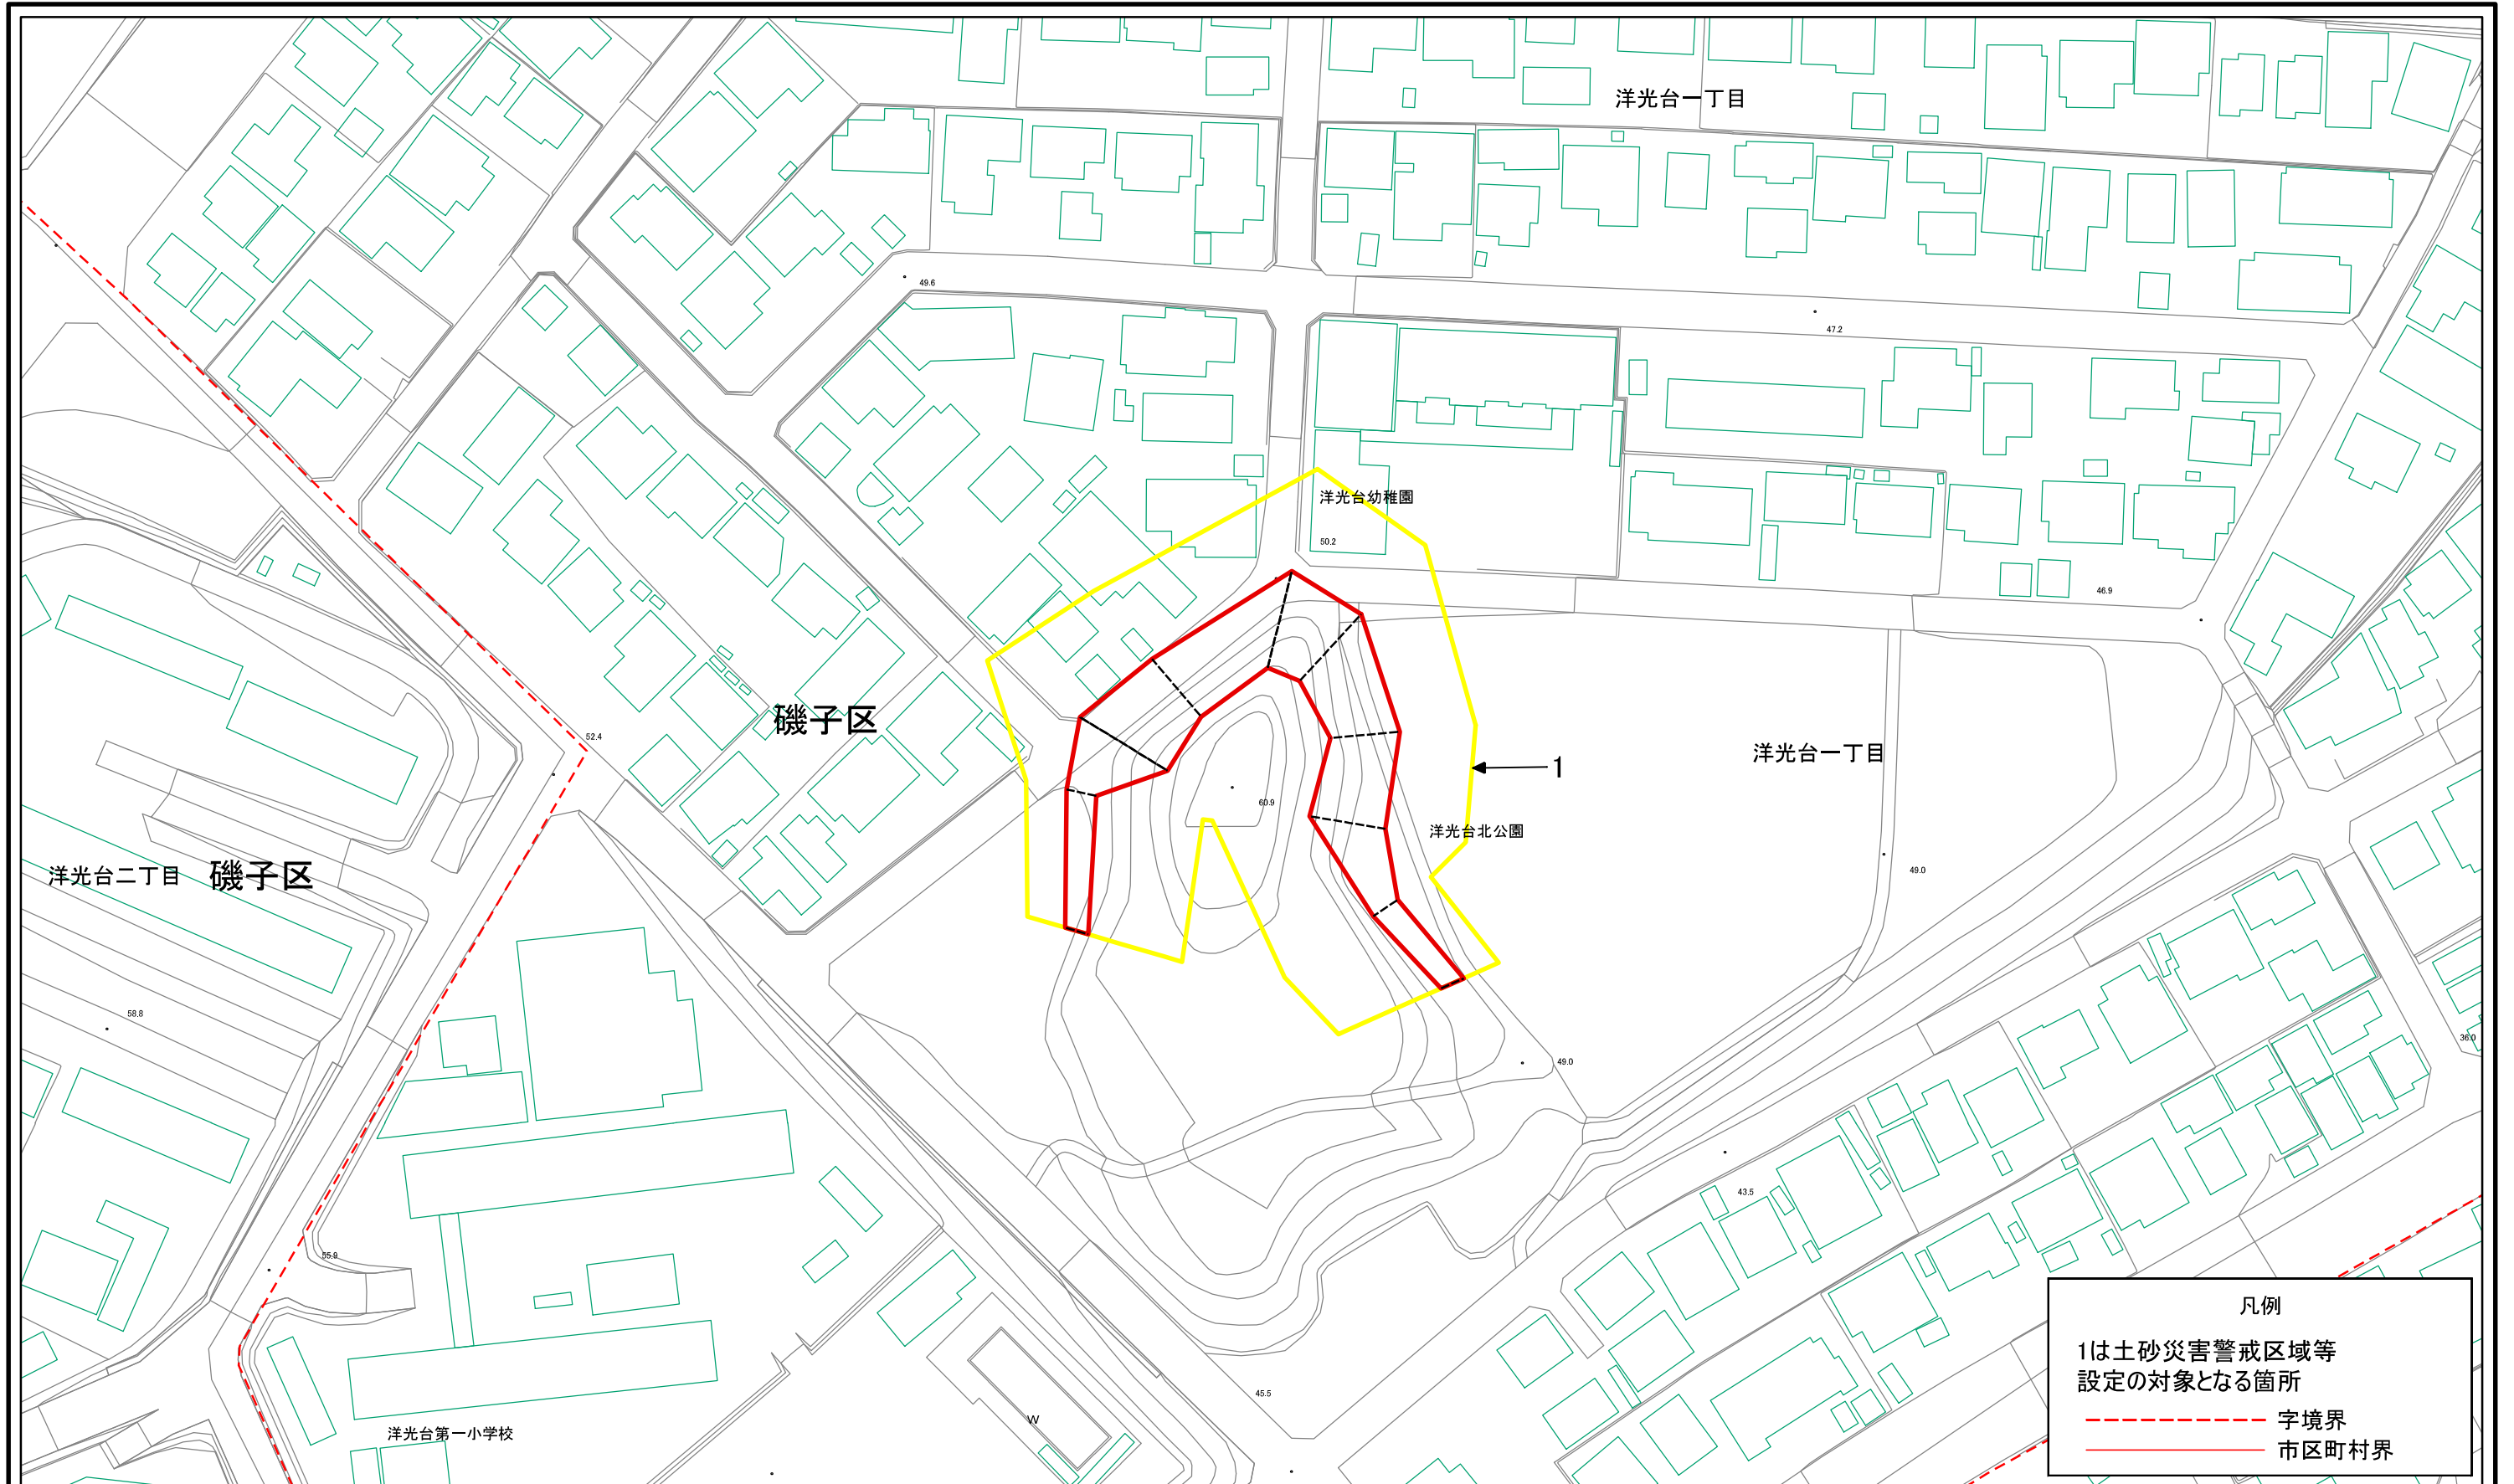 洋光台一丁目
49.6
47.2
洋光台幼稚園
50.2
46.9
磯子区
52.4
洋光台一丁目
1
60.9
洋光台北公園
洋光台二丁目
磯子区
49.0
58.8
36.0
49.0
43.5
55.9
45.5
W
洋光台第一小学校
凡例
1は土砂災害警戒区域等
設定の対象となる箇所
字境界
市区町村界